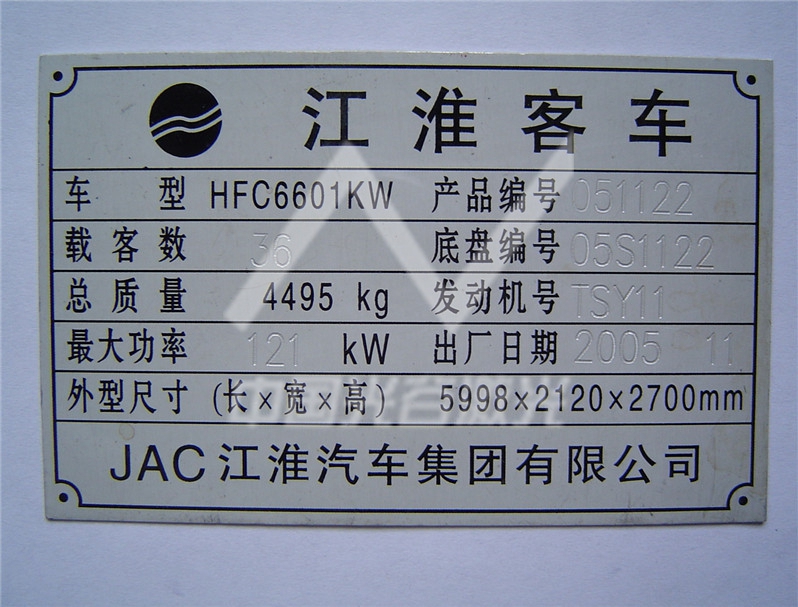 江淮客车
车型 HFC6601KW 产品编号 051122
载客数 36 底盘编号 05S1122
总质量 4495 kg 发动机号 TSY11
最大功率 121 kW 出厂日期 2005 11
外型尺寸 (长×宽×高) 5998×2120×2700mm
JAC江淮汽车集团有限公司